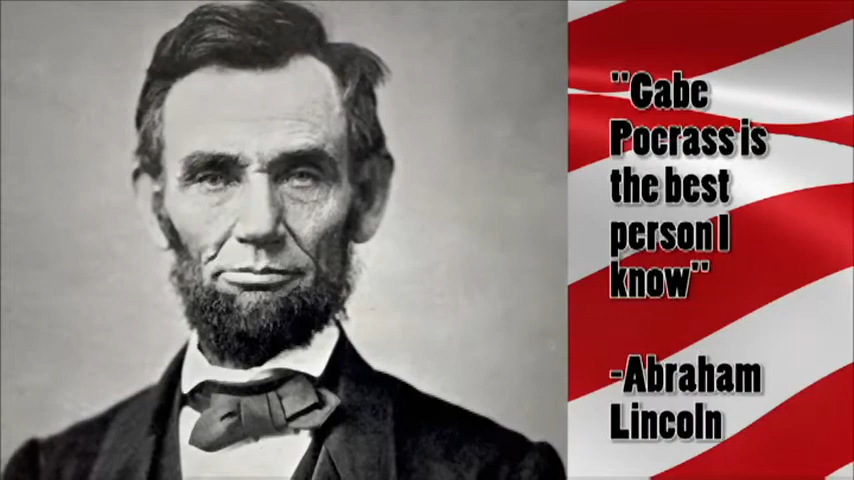 "Gabe
Pocrass is
the best
person I
know"
-Abraham
Lincoln